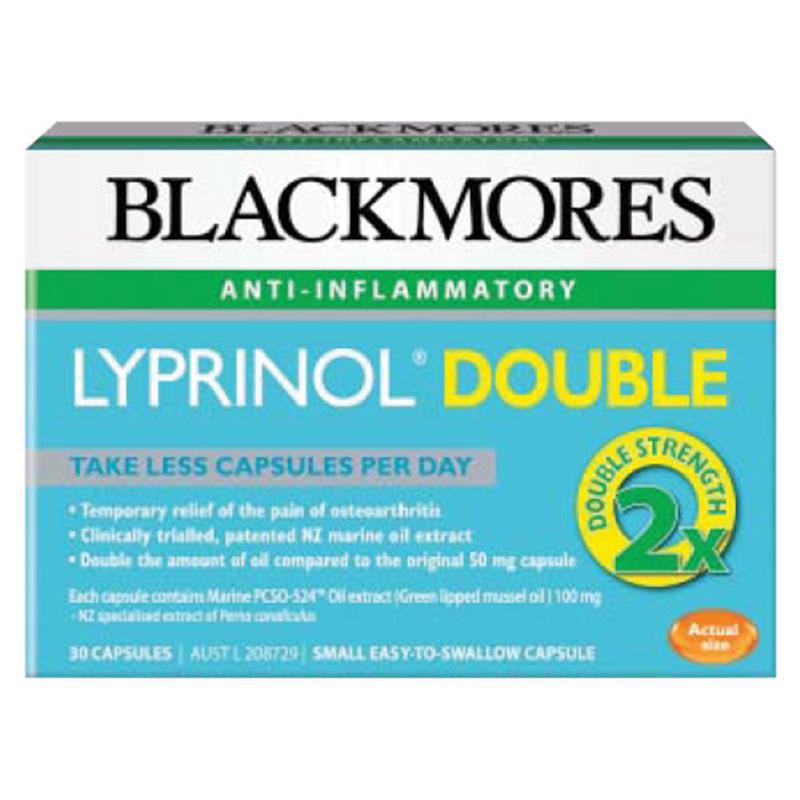 BLACKMORES
ANTI-INFLAMMATORY
BLACKMORES
ANTI-INFLAMMATORY
LYPRINOL® DOUBLE
TAKE LESS CAPSULES PER DAY
• Temporary relief of the pain of osteoarthritis
• Clinically trialled, patented NZ marine oil extract
• Double the amount of oil compared to the original 50 mg capsule
DOUBLE STRENGTH
2x
Each capsule contains Marine PCSO-524™ Oil extract (Green lipped mussel oil) 100 mg
- NZ specialised extract of Perna canaliculus
Actual
size
30 CAPSULES | AUST L 208729 | SMALL EASY-TO-SWALLOW CAPSULE